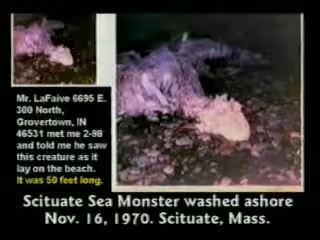 Mr. LaFaive 6695 E.
300 North,
Grovertown, IN
46531 met me 2-98
and told me he saw
this creature as it
lay on the beach.
It was 50 feet long.
Scituate Sea Monster washed ashore
Nov. 16, 1970. Scituate, Mass.